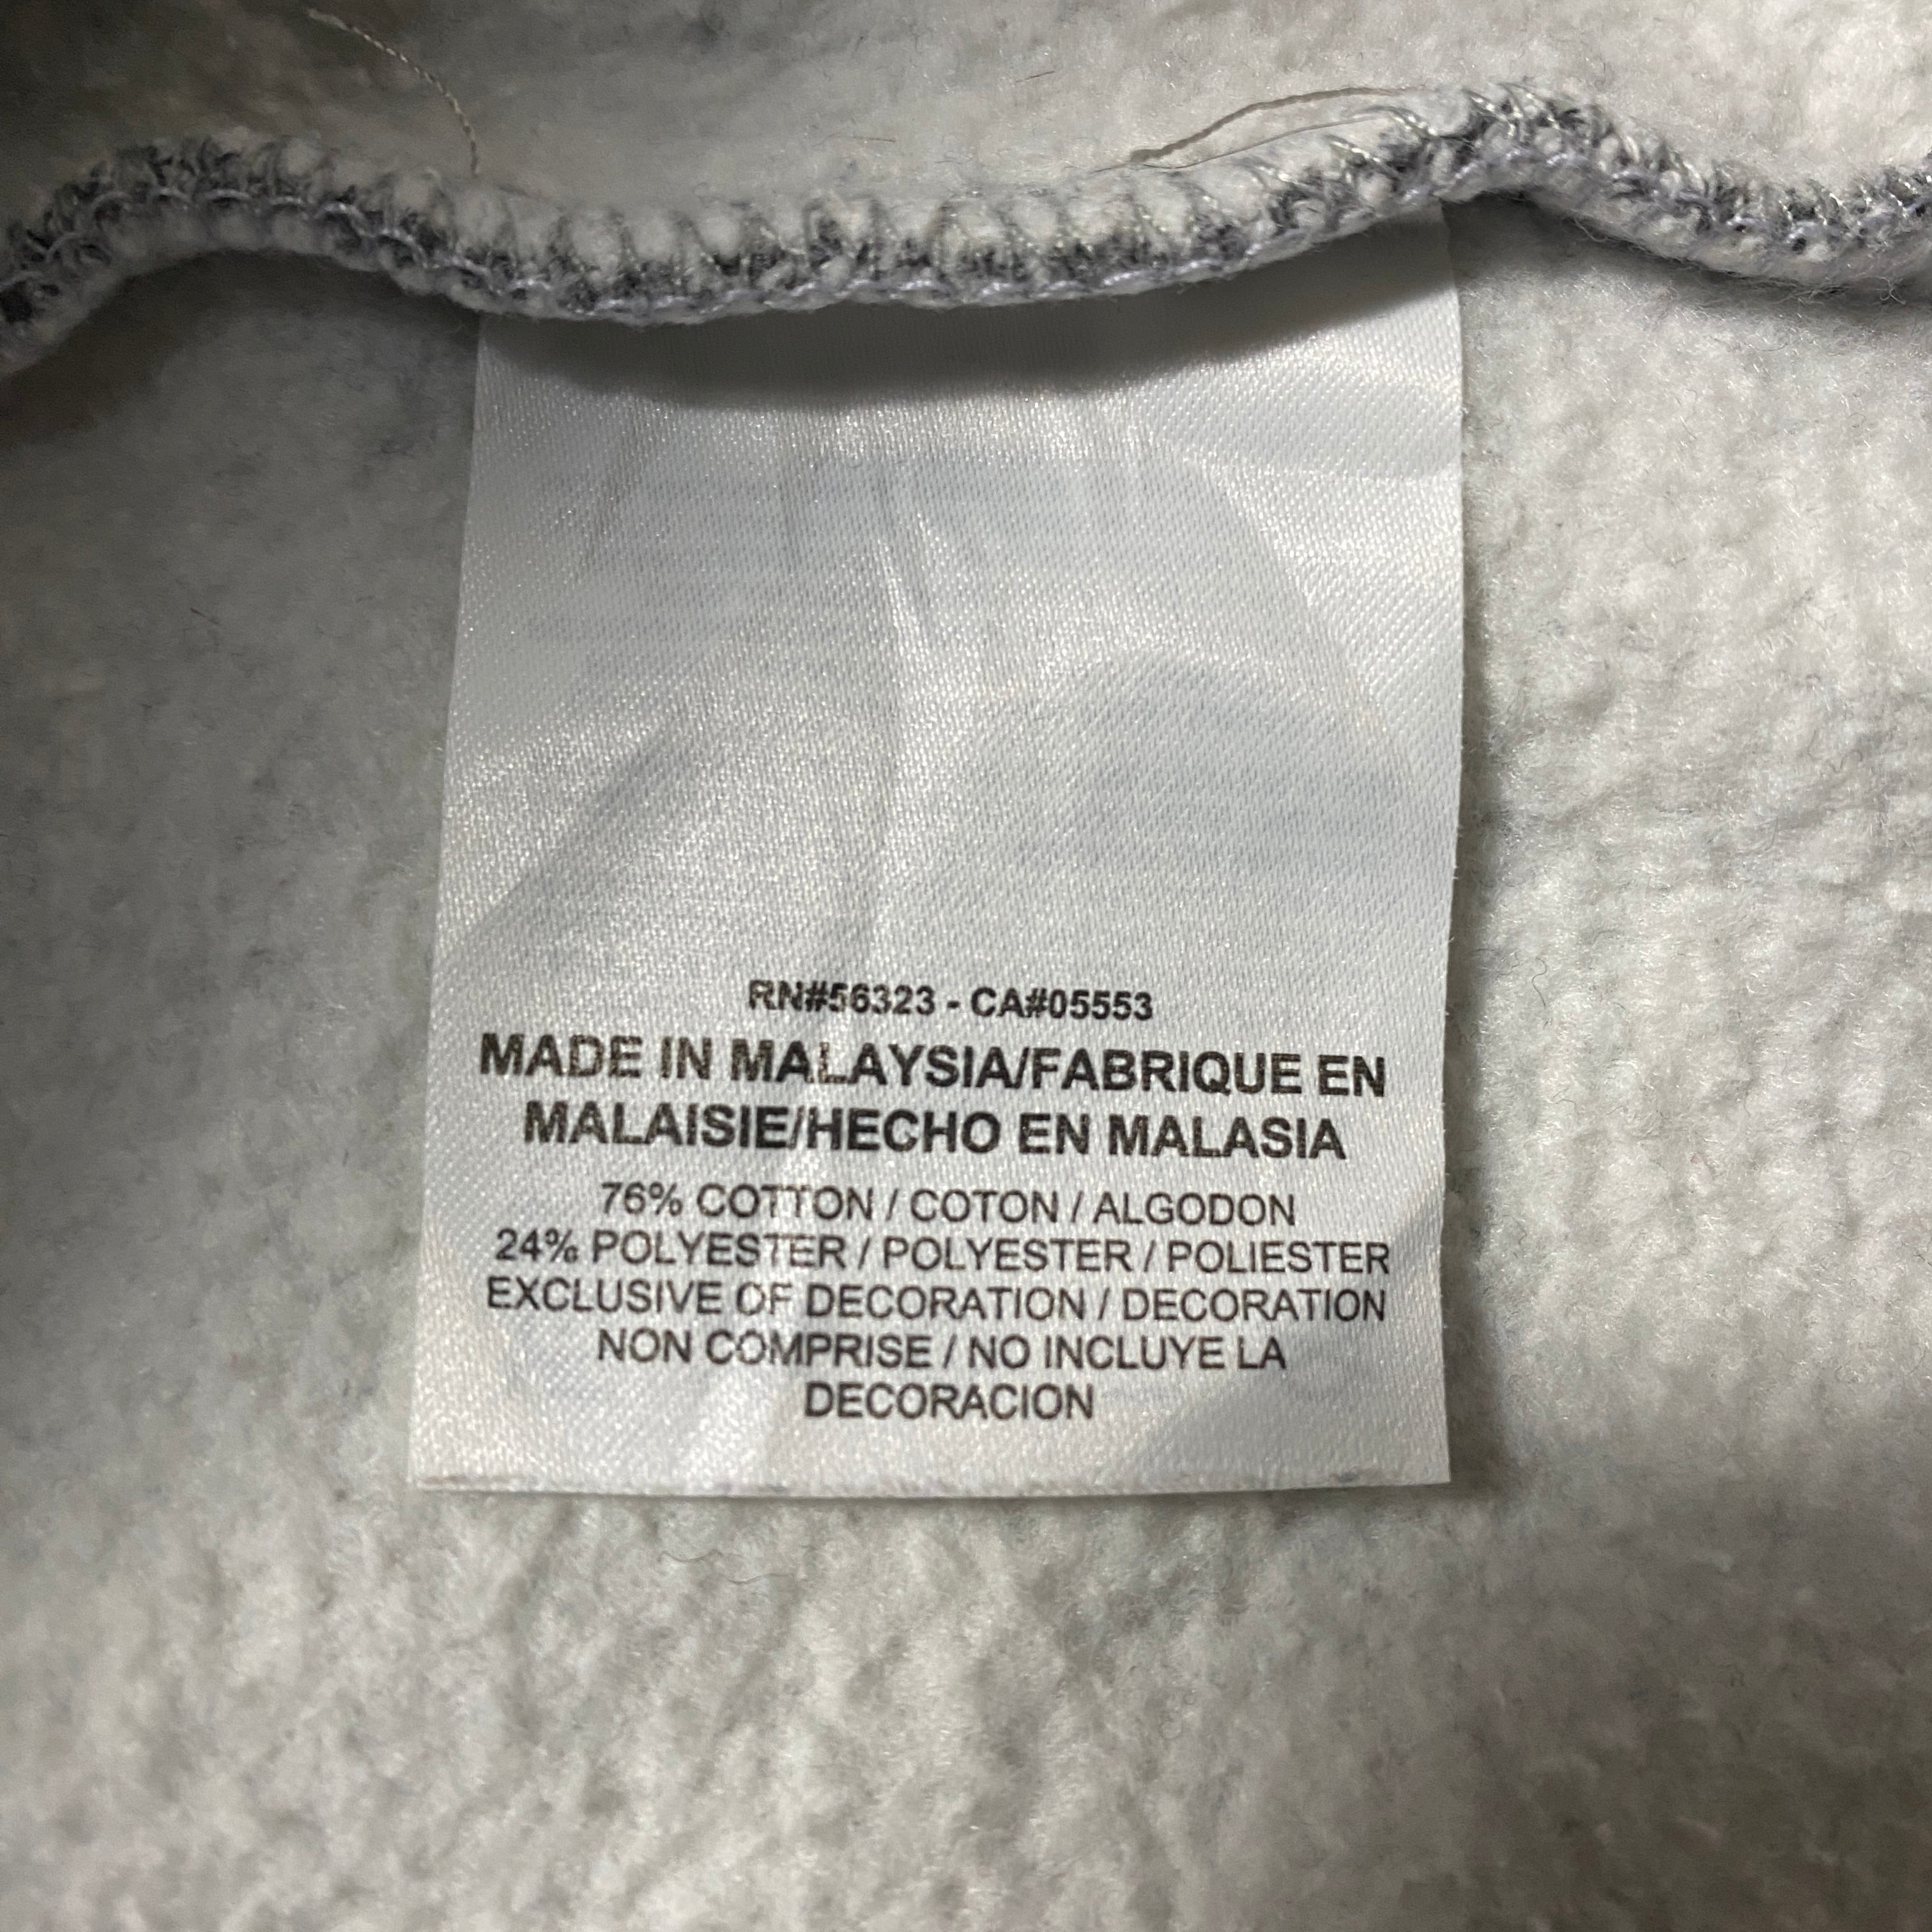 RN#56323 - CA#05553
MADE IN MALAYSIA/FABRIQUE EN
MALAISIE/HECHO EN MALASIA
76% COTTON / COTON / ALGODON
24% POLYESTER / POLYESTER / POLIESTER
EXCLUSIVE OF DECORATION / DECORATION
NON COMPRISE / NO INCLUYE LA
DECORACION